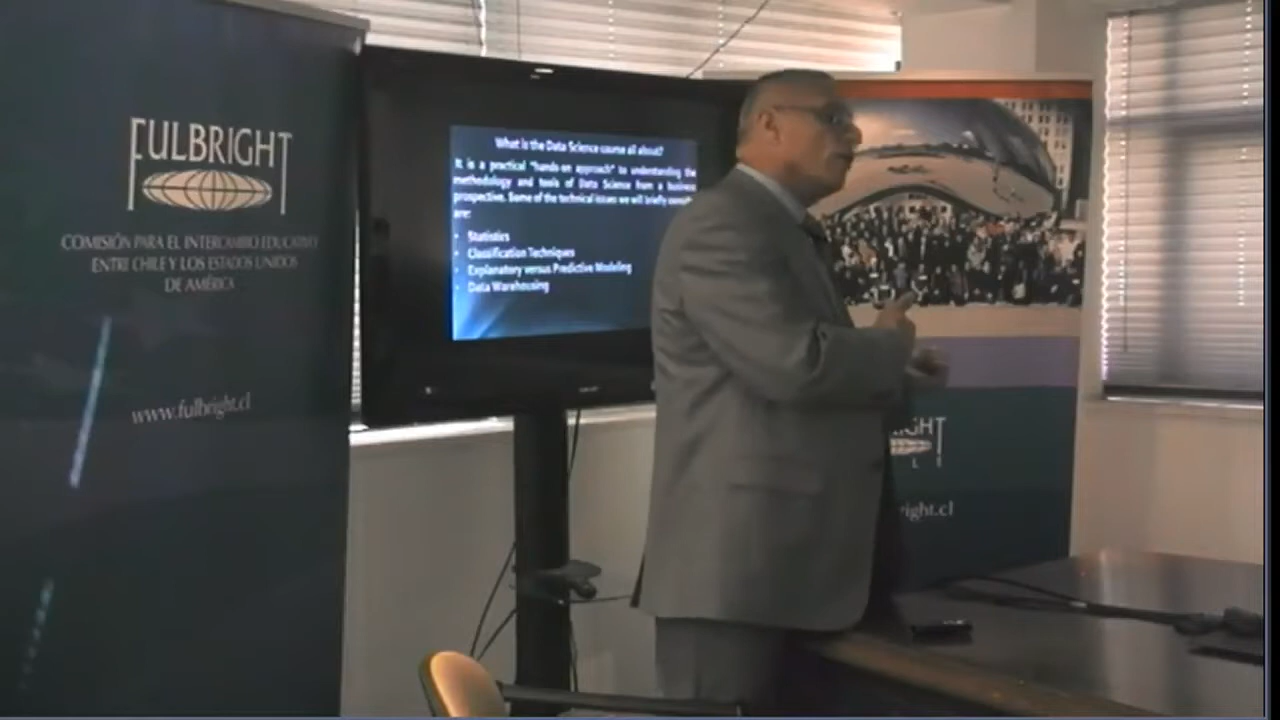 FULBRIGHT
COMISIÓN PARA EL INTERCAMBIO EDUCATIVO
ENTRE CHILE Y LOS ESTADOS UNIDOS
DE AMÉRICA
www.fulbright.cl
What is the Data Science course all about?
It is a practical "hands-on approach" to understanding the
methodology and tools of Data Science from a business
prospective. Some of the technical issues we will briefly
are:
• Statistics
• Classification Techniques
• Explanatory versus Predictive Modeling
• Data Warehousing
IGHT
right.cl